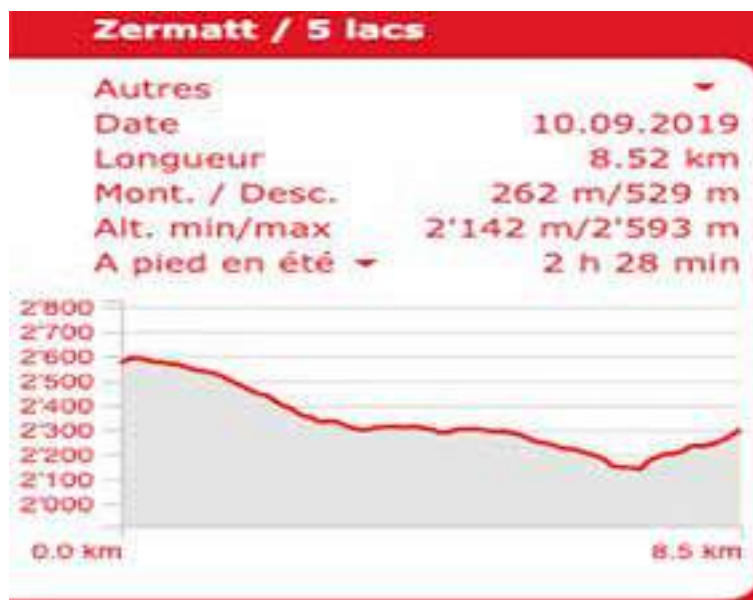 Zermatt / 5 lacs
Autres
Date 10.09.2019
Longueur 8.52 km
Mont. / Desc. 262 m/529 m
Alt. min/max 2'142 m/2'593 m
A pied en été 2 h 28 min
2'800
2'700
2'600
2'500
2'400
2'300
2'200
2'100
2'000
0.0 km 8.5 km